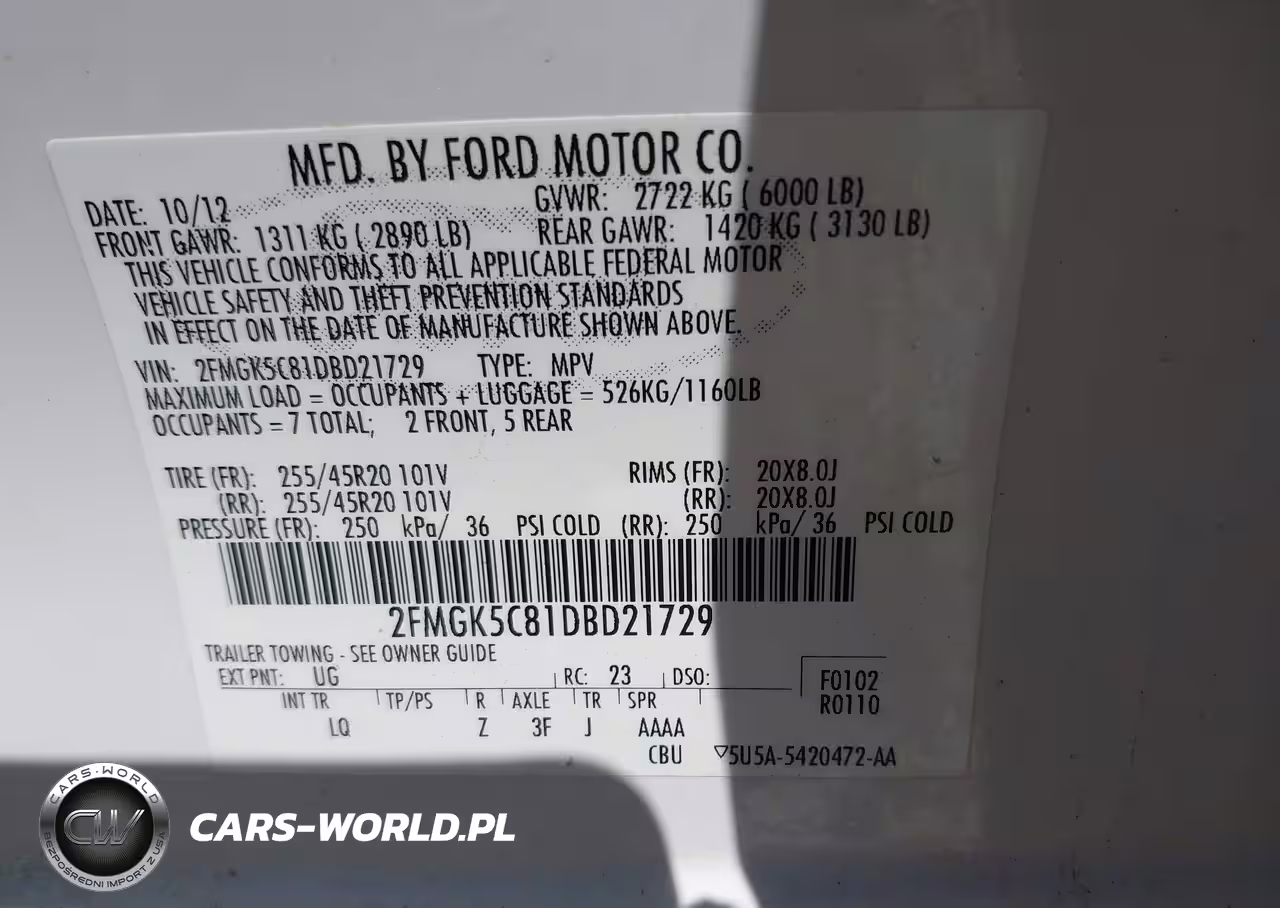 MFD. BY FORD MOTOR CO.
DATE: 10/12 GVWR: 2722 KG ( 6000 LB)
FRONT GAWR: 1311 KG ( 2890 LB) REAR GAWR: 1420 KG ( 3130 LB)
THIS VEHICLE CONFORMS TO ALL APPLICABLE FEDERAL MOTOR
VEHICLE SAFETY AND THEFT PREVENTION STANDARDS
IN EFFECT ON THE DATE OF MANUFACTURE SHOWN ABOVE.
VIN: 2FMGK5C81DBD21729 TYPE: MPV
MAXIMUM LOAD = OCCUPANTS + LUGGAGE = 526KG/1160LB
OCCUPANTS = 7 TOTAL; 2 FRONT, 5 REAR
TIRE (FR): 255/45R20 101V RIMS (FR): 20X8.0J
(RR): 255/45R20 101V (RR): 20X8.0J
PRESSURE (FR): 250 kPa/ 36 PSI COLD (RR): 250 kPa/ 36 PSI COLD
2FMGK5C81DBD21729
TRAILER TOWING - SEE OWNER GUIDE
EXT PNT: UG RC: 23 DSO: F0102
INT TR TP/PS R AXLE TR SPR R0110
LQ Z 3F J AAAA
CBU ▽5U5A-5420472-AA
CARS-WORLD
CW
BEZPOŚREDNI IMPORT Z USA
CARS-WORLD.PL